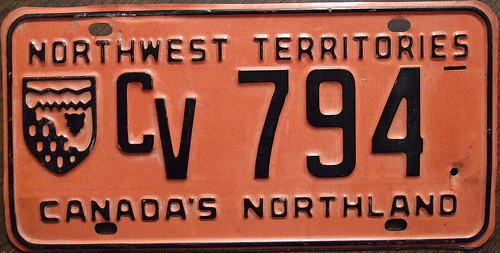 NORTHWEST TERRITORIES
CV 794
CANADA'S NORTHLAND